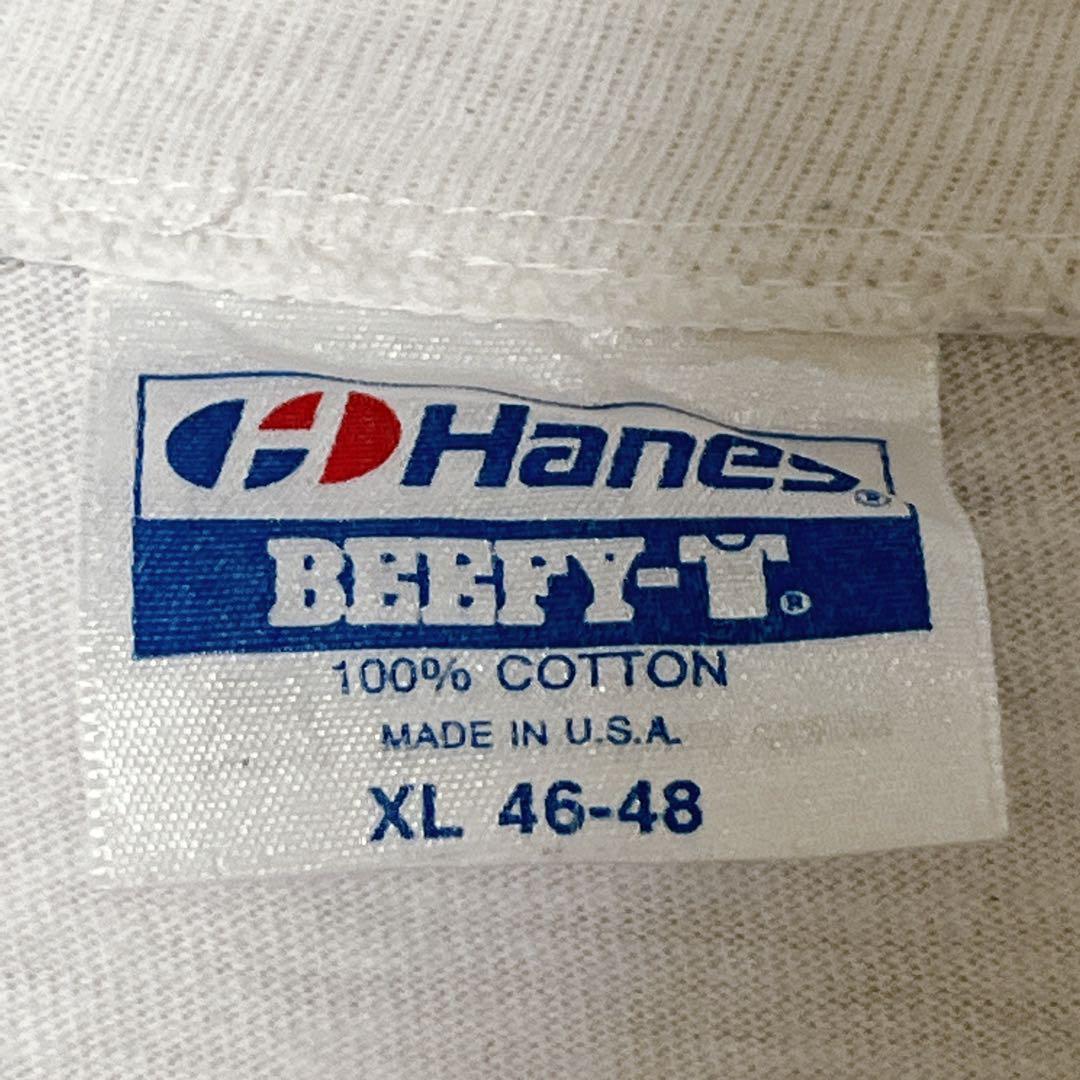 Hanes®
BEEFY-T®
100% COTTON
MADE IN U.S.A.
XL 46-48